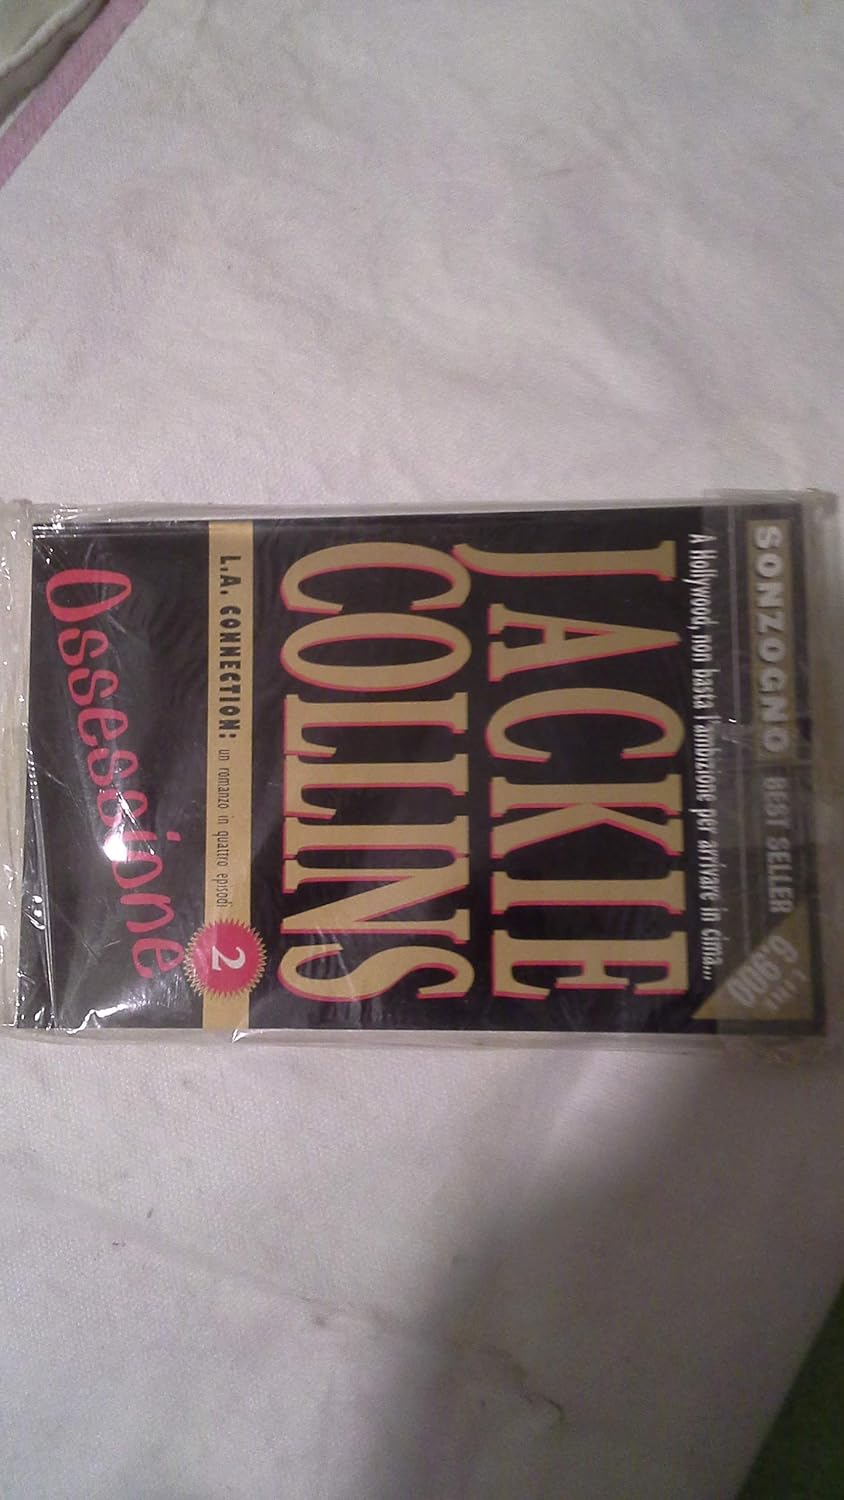 SONZOGNO BEST SELLER
LIRE
6.900
A Hollywood, non basta l'ambizione per arrivare in cima...
JACKIE
COLLINS
L.A. CONNECTION: un romanzo in quattro episodi
2
Ossessione